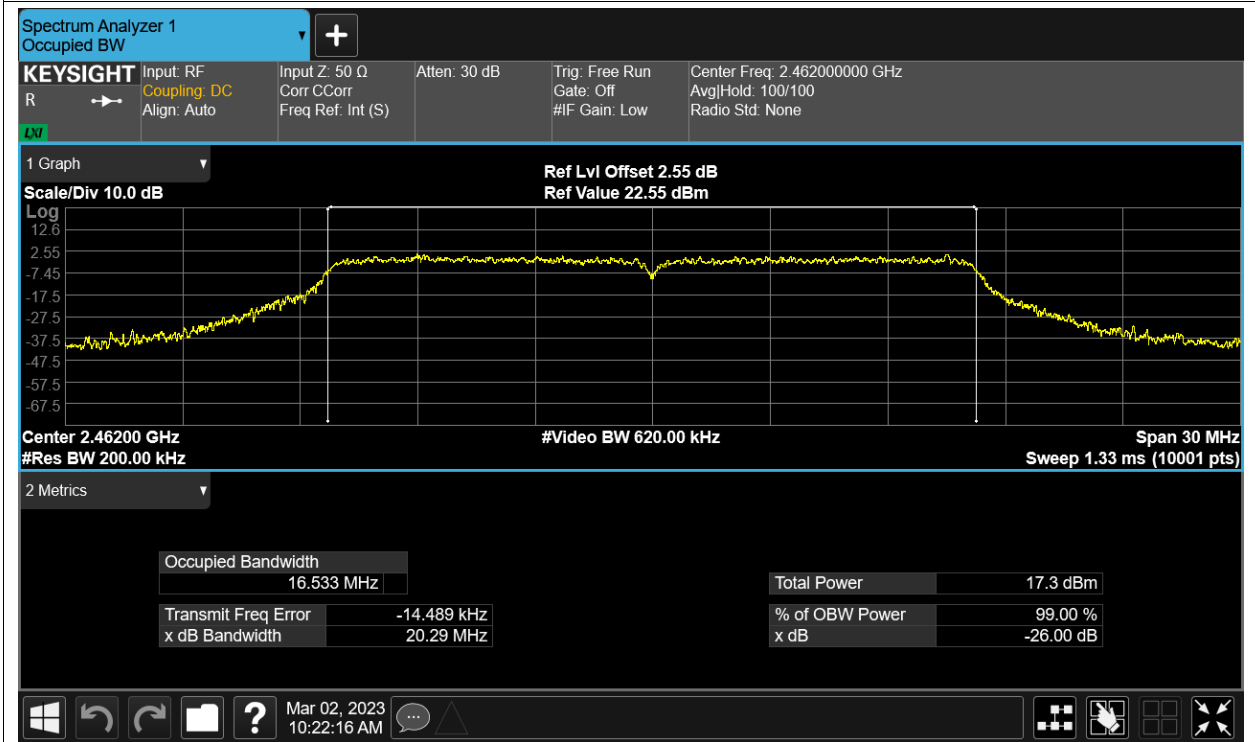 Spectrum Analyzer 1
Occupied BW
KEYSIGHT
R
LXI
Input: RF
Coupling: DC
Align: Auto
Input Z: 50 Ω
Corr CCorr
Freq Ref: Int (S)
Atten: 30 dB
Trig: Free Run
Gate: Off
#IF Gain: Low
Center Freq: 2.462000000 GHz
Avg|Hold: 100/100
Radio Std: None
1 Graph
Scale/Div 10.0 dB
Ref Lvl Offset 2.55 dB
Ref Value 22.55 dBm
Log
12.6
2.55
-7.45
-17.5
-27.5
-37.5
-47.5
-57.5
-67.5
Center 2.46200 GHz
#Res BW 200.00 kHz
#Video BW 620.00 kHz
Span 30 MHz
Sweep 1.33 ms (10001 pts)
2 Metrics
Occupied Bandwidth
16.533 MHz
Transmit Freq Error -14.489 kHz
x dB Bandwidth 20.29 MHz
Total Power 17.3 dBm
% of OBW Power 99.00 %
x dB -26.00 dB
?
Mar 02, 2023
10:22:16 AM